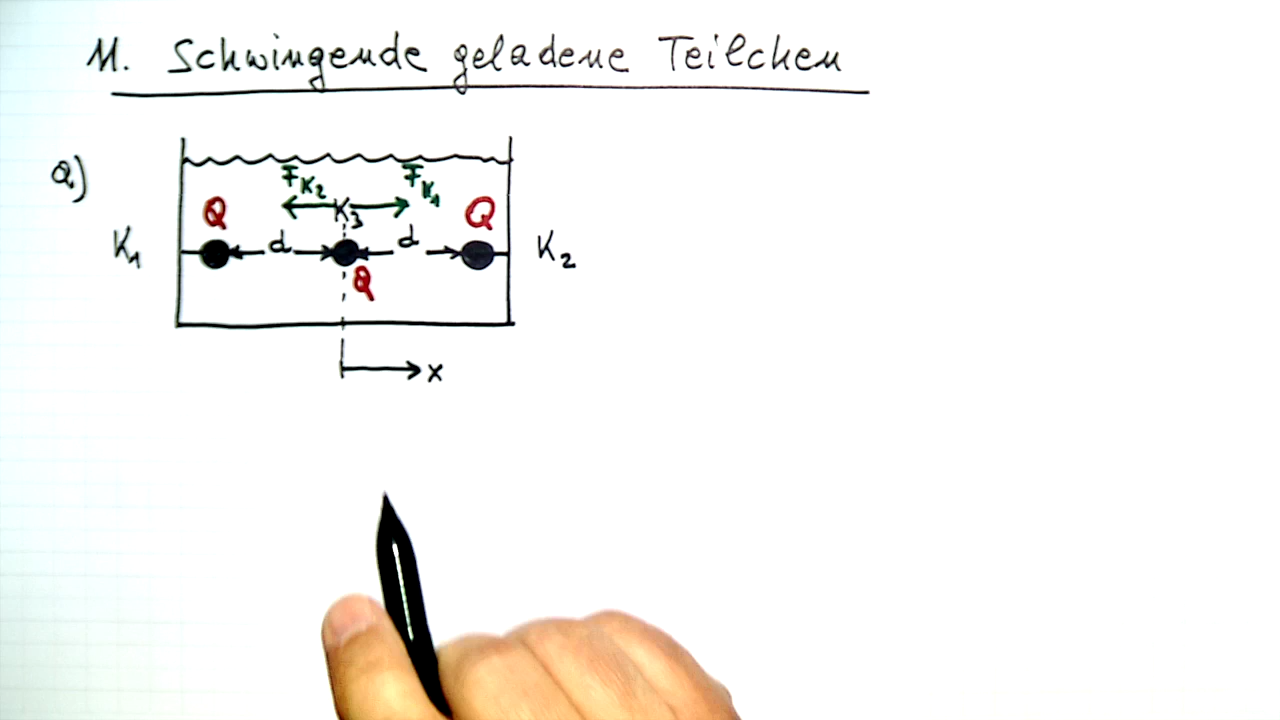 M. Schwingende geladene Teilchen
a)
F_K2 F_K1
Q K3 Q
K1 d d K2
Q
x